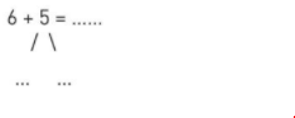 6 + 5 = ......
/ \
... ...